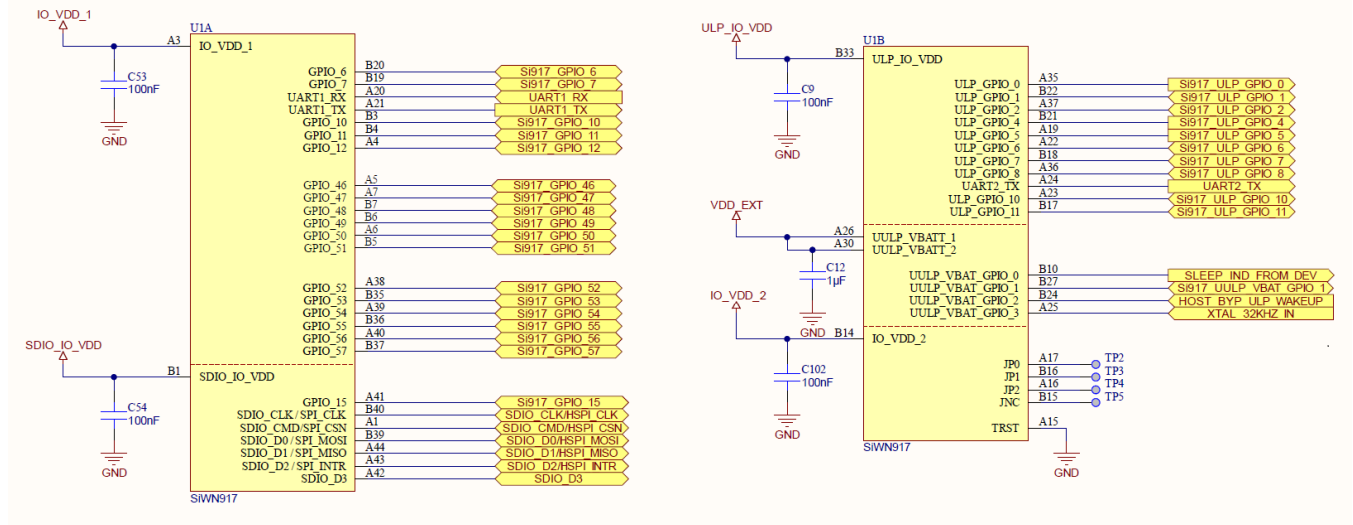 IO_VDD_1
U1A
A3 IO_VDD_1
C53
100nF
GND
GPIO_6 B20 Si917_GPIO_6
GPIO_7 B19 Si917_GPIO_7
UART1_RX A20 UART1_RX
UART1_TX A21 UART1_TX
GPIO_10 B3 Si917_GPIO_10
GPIO_11 B4 Si917_GPIO_11
GPIO_12 A4 Si917_GPIO_12
GPIO_46 A5 Si917_GPIO_46
GPIO_47 A7 Si917_GPIO_47
GPIO_48 B7 Si917_GPIO_48
GPIO_49 B6 Si917_GPIO_49
GPIO_50 A6 Si917_GPIO_50
GPIO_51 B5 Si917_GPIO_51
GPIO_52 A38 Si917_GPIO_52
GPIO_53 B35 Si917_GPIO_53
GPIO_54 A39 Si917_GPIO_54
GPIO_55 B36 Si917_GPIO_55
GPIO_56 A40 Si917_GPIO_56
GPIO_57 B37 Si917_GPIO_57
SDIO_IO_VDD
B1 SDIO_IO_VDD
C54
100nF
GND
GPIO_15 A41 Si917_GPIO_15
SDIO_CLK/SPI_CLK B40 SDIO_CLK/HSPI_CLK
SDIO_CMD/SPI_CSN A1 SDIO_CMD/HSPI_CSN
SDIO_D0/SPI_MOSI B39 SDIO_D0/HSPI_MOSI
SDIO_D1/SPI_MISO A44 SDIO_D1/HSPI_MISO
SDIO_D2/SPI_INTR A43 SDIO_D2/HSPI_INTR
SDIO_D3 A42 SDIO_D3
SiWN917
ULP_IO_VDD
U1B
B33 ULP_IO_VDD
C9
100nF
GND
ULP_GPIO_0 A35 Si917_ULP_GPIO_0
ULP_GPIO_1 B22 Si917_ULP_GPIO_1
ULP_GPIO_2 A37 Si917_ULP_GPIO_2
ULP_GPIO_4 B21 Si917_ULP_GPIO_4
ULP_GPIO_5 A19 Si917_ULP_GPIO_5
ULP_GPIO_6 A22 Si917_ULP_GPIO_6
ULP_GPIO_7 B18 Si917_ULP_GPIO_7
ULP_GPIO_8 A36 Si917_ULP_GPIO_8
UART2_TX A24 UART2_TX
ULP_GPIO_10 A23 Si917_ULP_GPIO_10
ULP_GPIO_11 B17 Si917_ULP_GPIO_11
VDD_EXT
A26 UULP_VBATT_1
A30 UULP_VBATT_2
C12
1µF
GND
UULP_VBAT_GPIO_0 B10 SLEEP_IND_FROM_DEV
UULP_VBAT_GPIO_1 B27 Si917_UULP_VBAT_GPIO_1
UULP_VBAT_GPIO_2 B24 HOST_BYP_ULP_WAKEUP
UULP_VBAT_GPIO_3 A25 XTAL_32KHZ_IN
IO_VDD_2
B14 IO_VDD_2
C102
100nF
GND
JP0 A17 TP2
JP1 B16 TP3
JP2 A16 TP4
JNC B15 TP5
TRST A15
GND
SiWN917